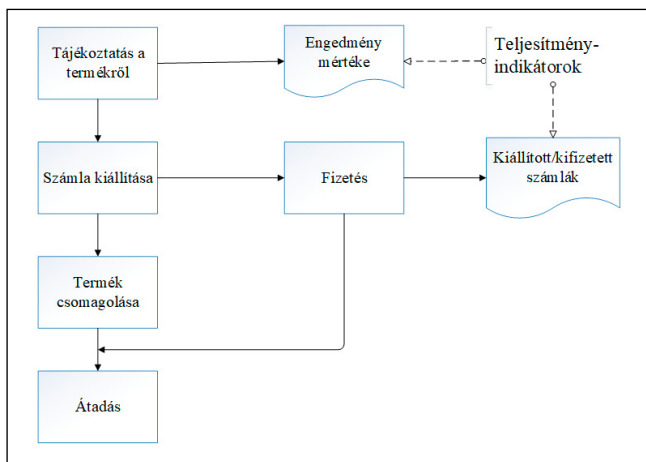 Tájékoztatás a
termékről
Engedmény
mértéke
Teljesítmény-
indikátorok
Számla kiállítása
Fizetés
Kiállított/kifizetett
számlák
Termék
csomagolása
Átadás